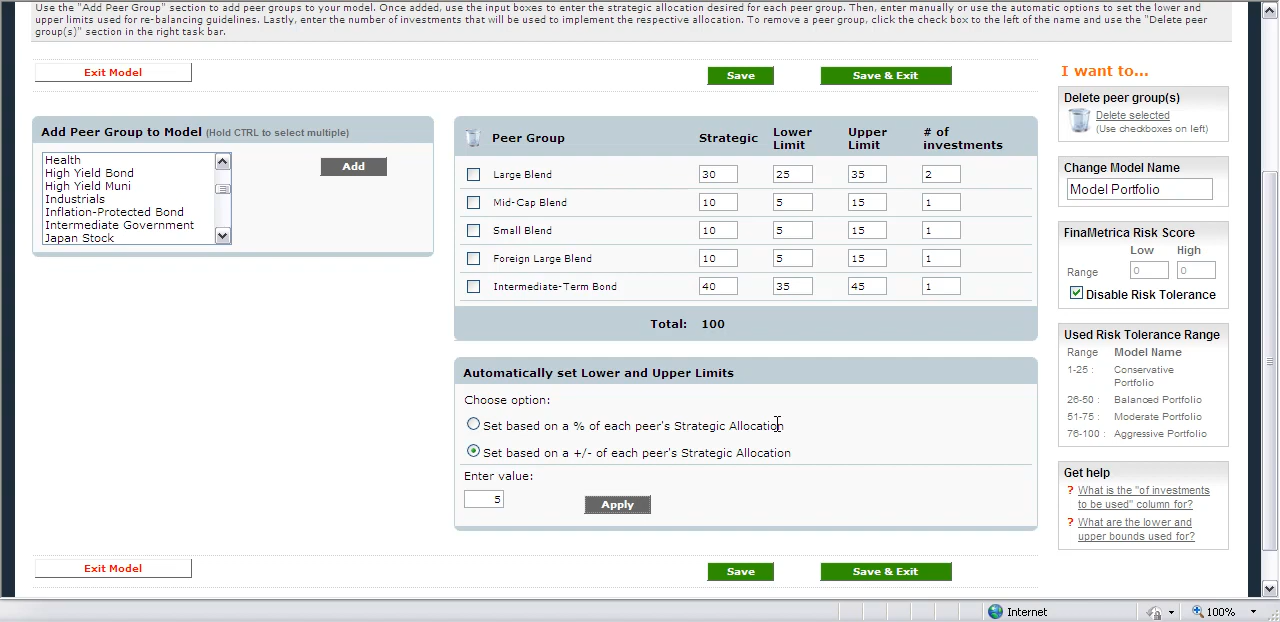 Use the "Add Peer Group" section to add peer groups to your model. Once added, use the input boxes to enter the strategic allocation desired for each peer group. Then, enter manually or use the automatic options to set the lower and
upper limits used for re-balancing guidelines. Lastly, enter the number of investments that will be used to implement the respective allocation. To remove a peer group, click the check box to the left of the name and use the "Delete peer
group(s)" section in the right task bar.
Exit Model
Save
Save & Exit
Add Peer Group to Model (Hold CTRL to select multiple)
Health
High Yield Bond
High Yield Muni
Industrials
Inflation-Protected Bond
Intermediate Government
Japan Stock
Add
Peer Group Strategic Lower Limit Upper Limit # of investments
Large Blend 30 25 35 2
Mid-Cap Blend 10 5 15 1
Small Blend 10 5 15 1
Foreign Large Blend 10 5 15 1
Intermediate-Term Bond 40 35 45 1
Total: 100
Automatically set Lower and Upper Limits
Choose option:
Set based on a % of each peer's Strategic Allocation
Set based on a +/- of each peer's Strategic Allocation
Enter value:
5
Apply
Exit Model
Save
Save & Exit
I want to...
Delete peer group(s)
Delete selected
(Use checkboxes on left)
Change Model Name
Model Portfolio
FinaMetrica Risk Score
Low High
Range 0 0
Disable Risk Tolerance
Used Risk Tolerance Range
Range Model Name
1-25 : Conservative
Portfolio
26-50 : Balanced Portfolio
51-75 : Moderate Portfolio
76-100 : Aggressive Portfolio
Get help
? What is the "of investments
to be used" column for?
? What are the lower and
upper bounds used for?
Internet
100%